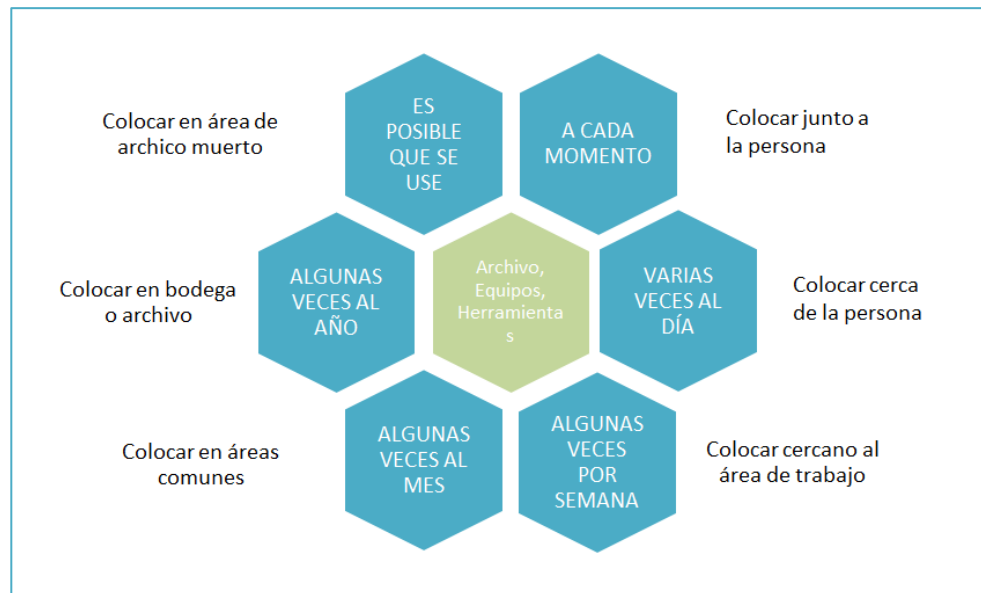 ES
POSIBLE
QUE SE
USE
Colocar en área de
archico muerto
A CADA
MOMENTO
Colocar junto a
la persona
ALGUNAS
VECES AL
AÑO
Colocar en bodega
o archivo
Archivo,
Equipos,
Herramienta
s
VARIAS
VECES AL
DÍA
Colocar cerca
de la persona
ALGUNAS
VECES AL
MES
Colocar en áreas
comunes
ALGUNAS
VECES
POR
SEMANA
Colocar cercano al
área de trabajo